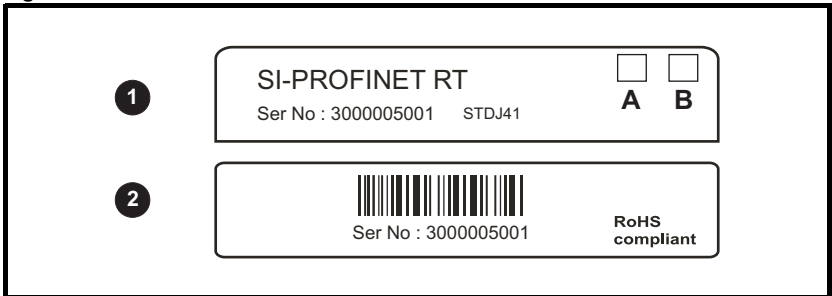 1
SI-PROFINET RT
Ser No : 3000005001 STDJ41
A B
2
Ser No : 3000005001
RoHS
compliant